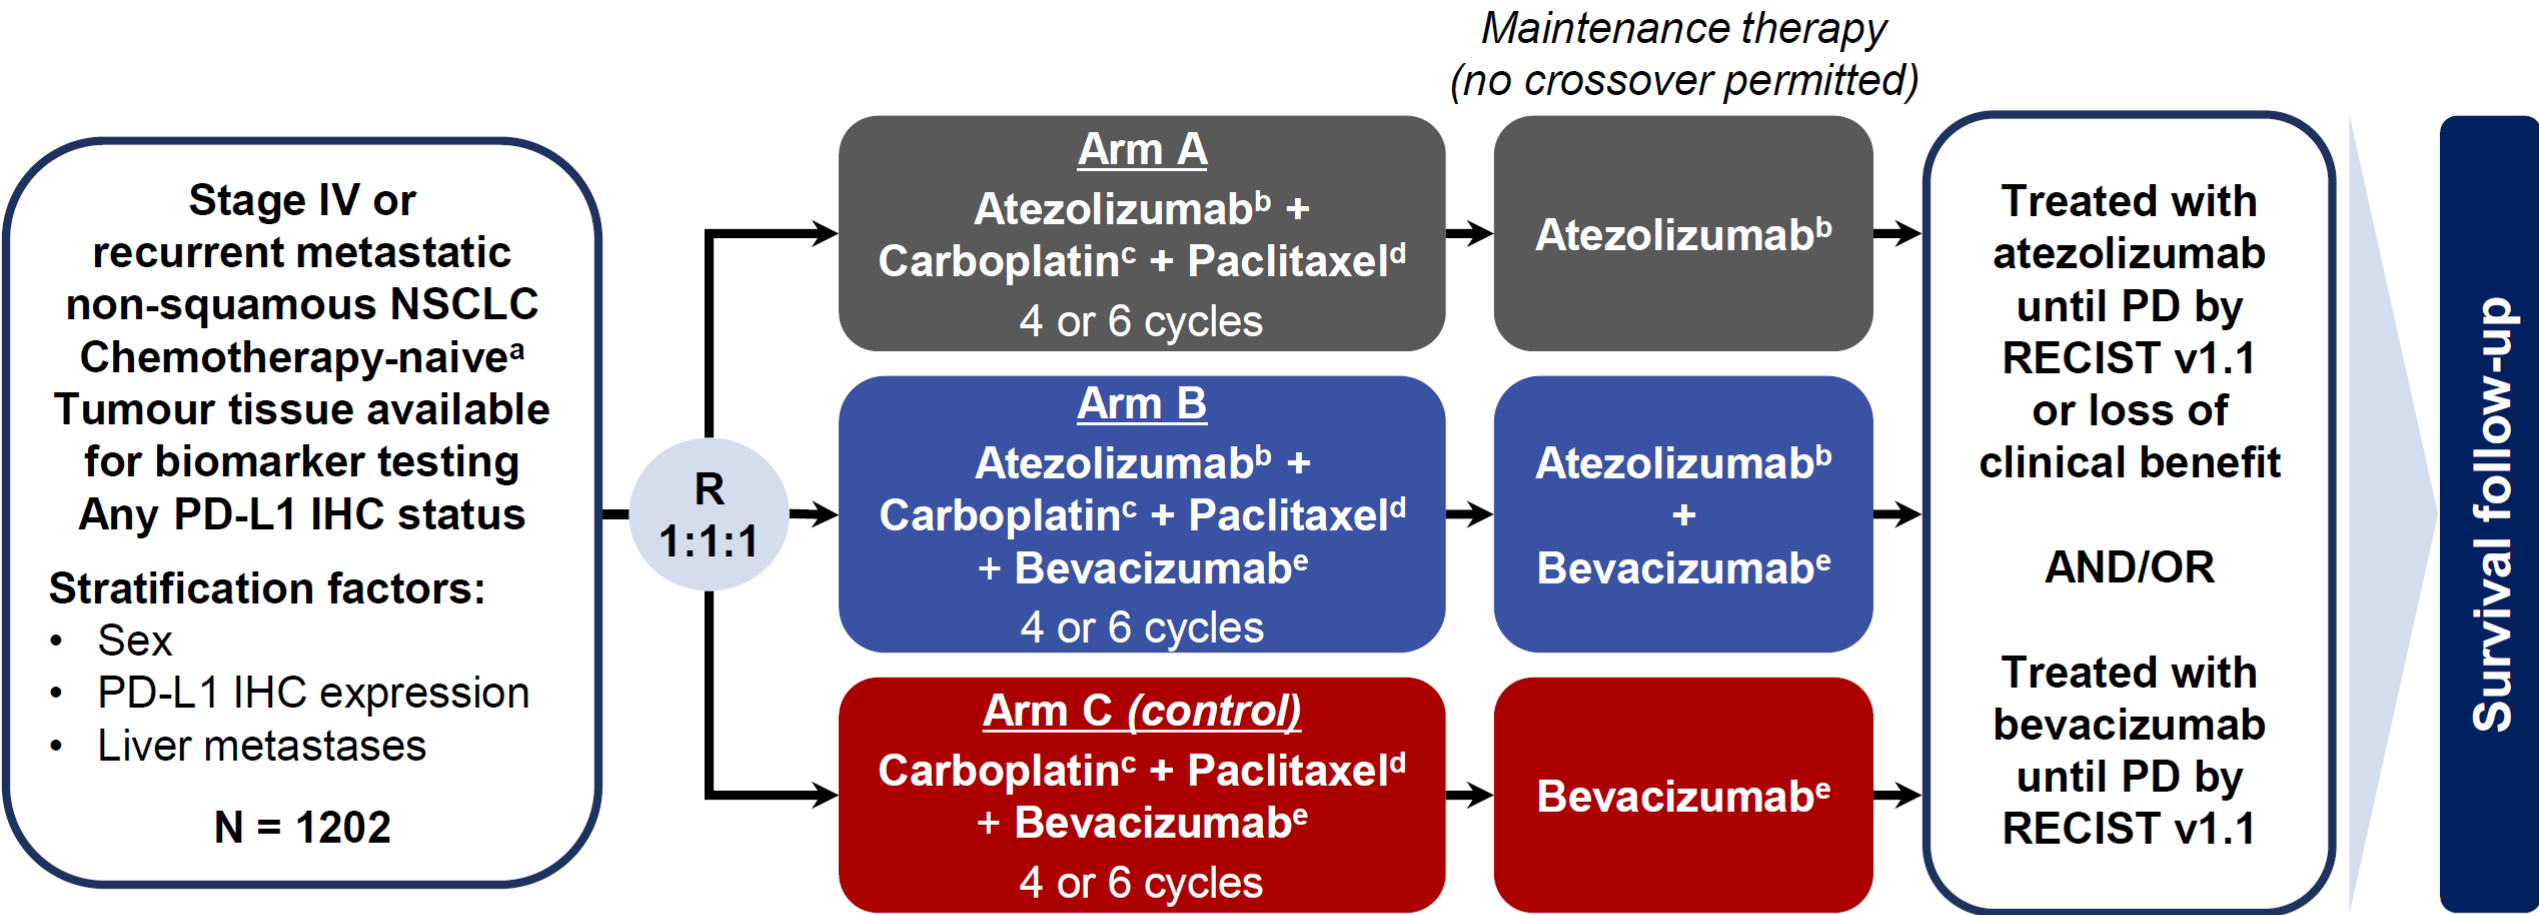 Maintenance therapy
(no crossover permitted)
Stage IV or
recurrent metastatic
non-squamous NSCLC
Chemotherapy-naiveᵃ
Tumour tissue available
for biomarker testing
Any PD-L1 IHC status
Stratification factors:
• Sex
• PD-L1 IHC expression
• Liver metastases
N = 1202
R
1:1:1
Arm A
Atezolizumabᵇ +
Carboplatinᶜ + Paclitaxelᵈ
4 or 6 cycles
Atezolizumabᵇ
Arm B
Atezolizumabᵇ +
Carboplatinᶜ + Paclitaxelᵈ
+ Bevacizumabᵉ
4 or 6 cycles
Atezolizumabᵇ
+
Bevacizumabᵉ
Arm C (control)
Carboplatinᶜ + Paclitaxelᵈ
+ Bevacizumabᵉ
4 or 6 cycles
Bevacizumabᵉ
Treated with
atezolizumab
until PD by
RECIST v1.1
or loss of
clinical benefit
AND/OR
Treated with
bevacizumab
until PD by
RECIST v1.1
Survival follow-up